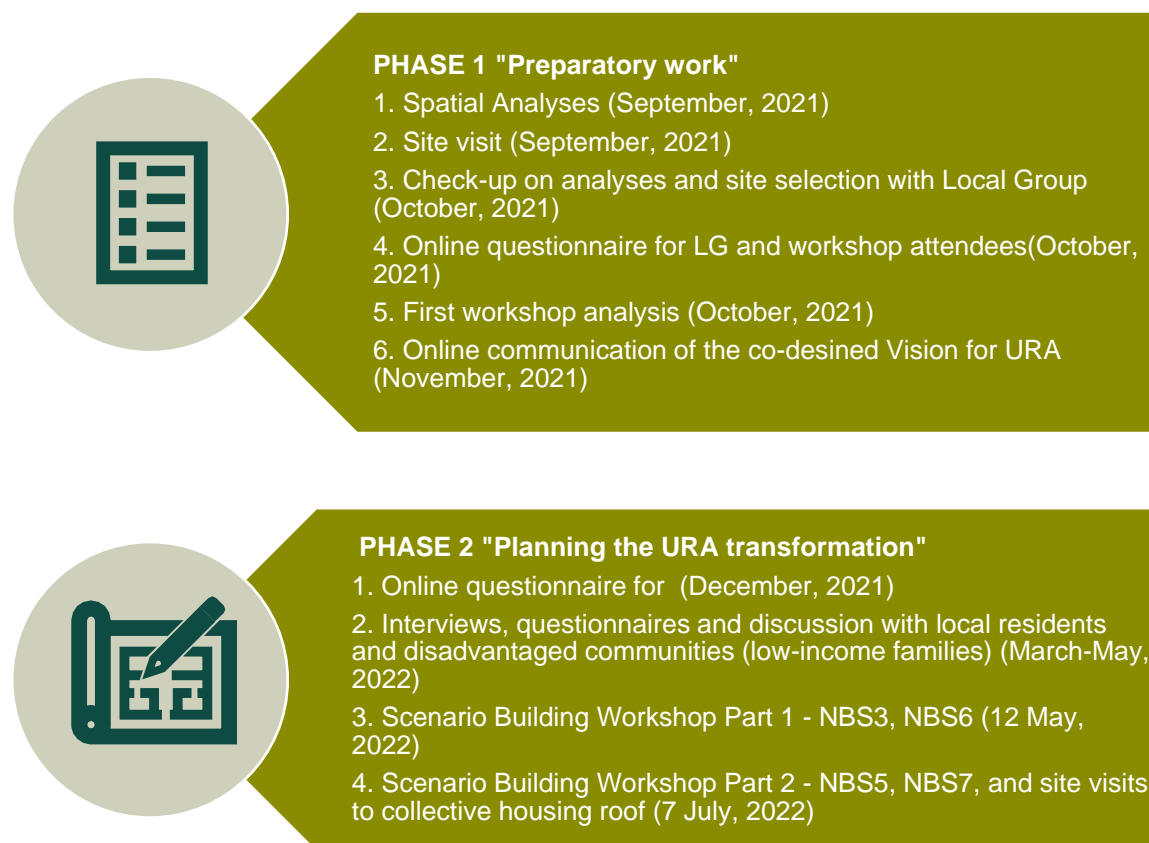 PHASE 1 "Preparatory work"
1. Spatial Analyses (September, 2021)
2. Site visit (September, 2021)
3. Check-up on analyses and site selection with Local Group
(October, 2021)
4. Online questionnaire for LG and workshop attendees(October,
2021)
5. First workshop analysis (October, 2021)
6. Online communication of the co-desined Vision for URA
(November, 2021)
PHASE 2 "Planning the URA transformation"
1. Online questionnaire for  (December, 2021)
2. Interviews, questionnaires and discussion with local residents
and disadvantaged communities (low-income families) (March-May,
2022)
3. Scenario Building Workshop Part 1 - NBS3, NBS6 (12 May,
2022)
4. Scenario Building Workshop Part 2 - NBS5, NBS7, and site visits
to collective housing roof (7 July, 2022)